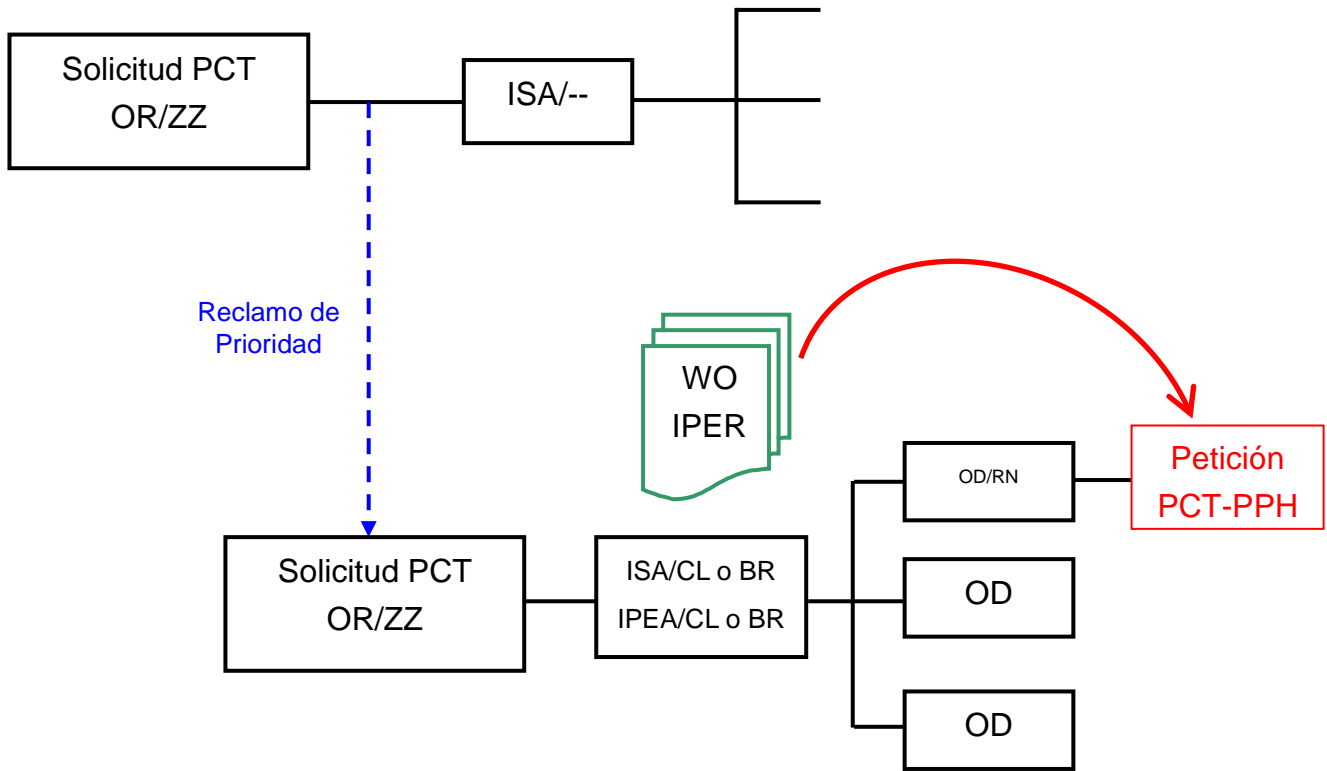 Solicitud PCT
OR/ZZ
ISA/--
Reclamo de
Prioridad
WO
IPER
OD/RN
Petición
PCT-PPH
Solicitud PCT
OR/ZZ
ISA/CL o BR
IPEA/CL o BR
OD
OD